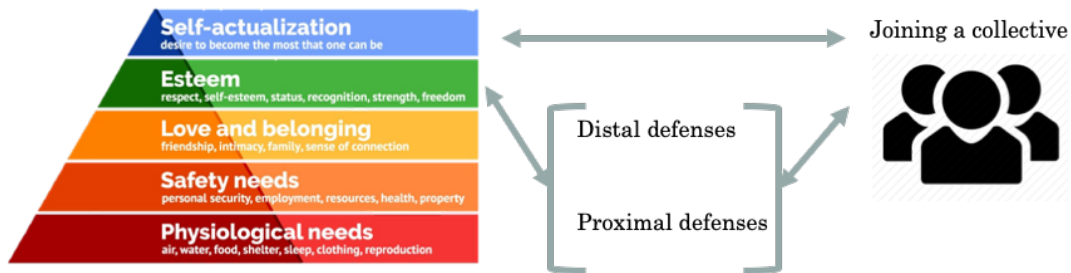 Self-actualization
desire to become the most that one can be
Esteem
respect, self-esteem, status, recognition, strength, freedom
Love and belonging
friendship, intimacy, family, sense of connection
Safety needs
personal security, employment, resources, health, property
Physiological needs
air, water, food, shelter, sleep, clothing, reproduction
Distal defenses
Proximal defenses
Joining a collective